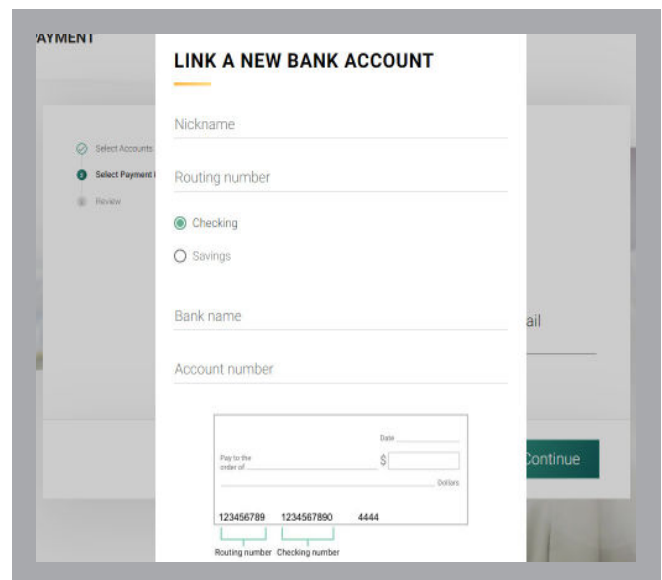 AYMENT
LINK A NEW BANK ACCOUNT
Nickname
Select Accounts
Select Payment
Routing number
Review
Checking
Savings
Bank name
ail
Account number
Date
Pay to the
order of
$
Dollars
Continue
123456789 1234567890 4444
Routing number Checking number